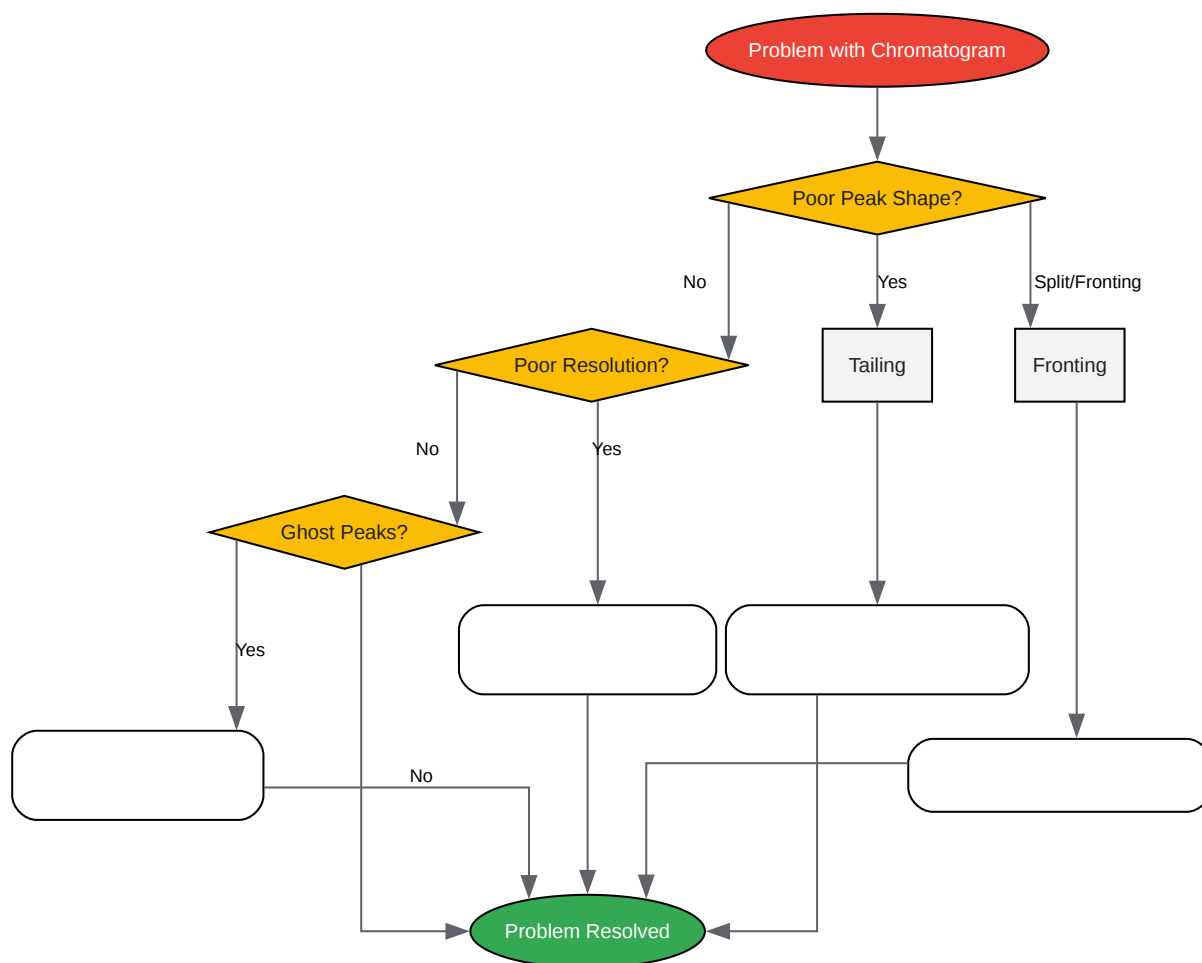 Problem with Chromatogram
Poor Peak Shape?
No
Yes
Split/Fronting
Poor Resolution?
Tailing
Fronting
No
Yes
Ghost Peaks?
Yes
No
Problem Resolved